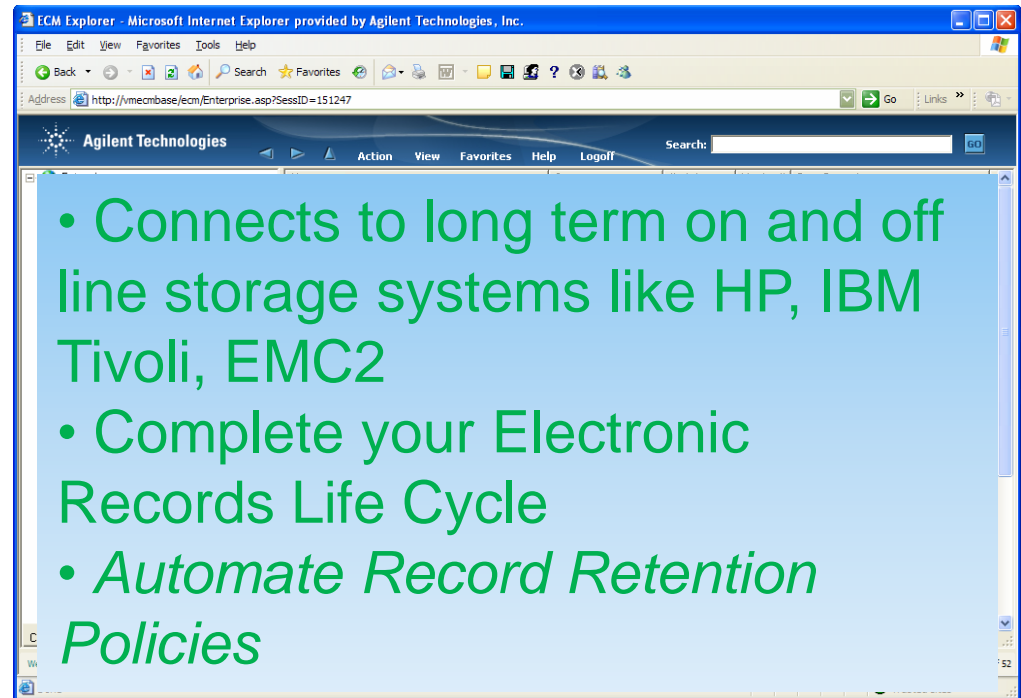 ECM Explorer - Microsoft Internet Explorer provided by Agilent Technologies, Inc.
File Edit View Favorites Tools Help
Back Search Favorites
Address http://vmecmbase/ecm/Enterprise.asp?SessID=151247 Go Links »
Agilent Technologies Action View Favorites Help Logoff Search: GO
• Connects to long term on and off
line storage systems like HP, IBM
Tivoli, EMC2
• Complete your Electronic
Records Life Cycle
• Automate Record Retention
Policies
52